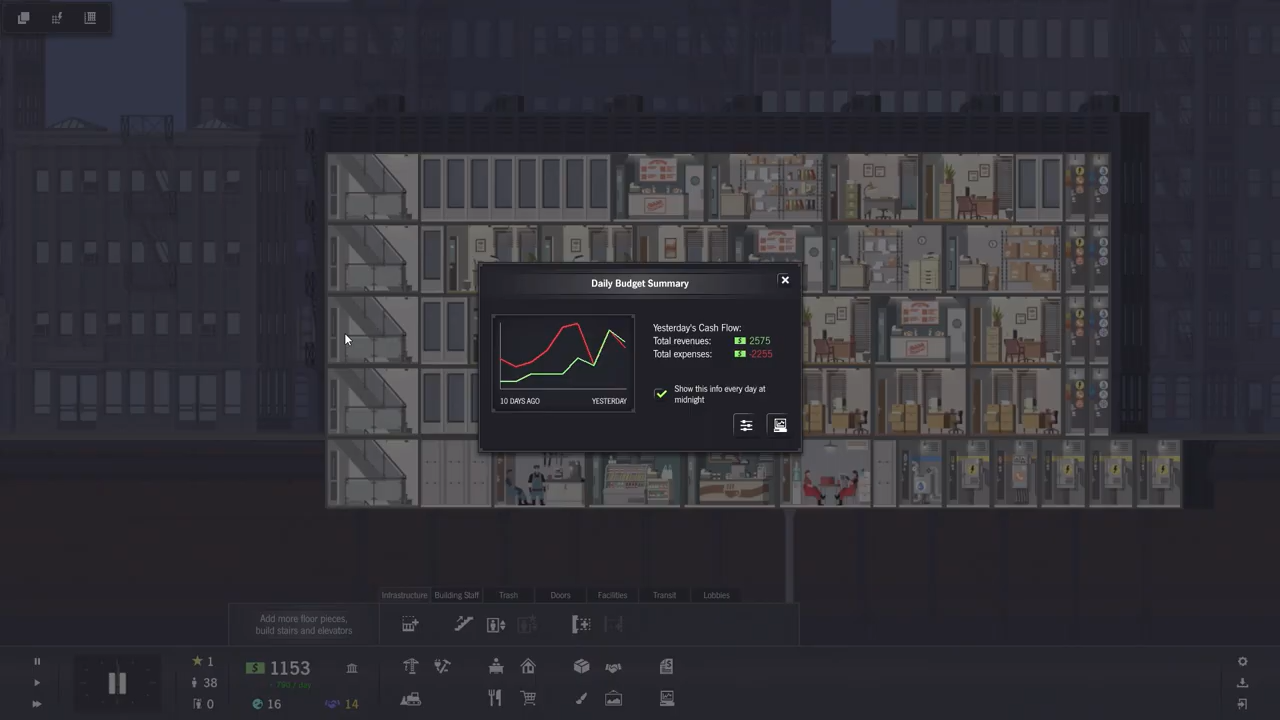 Daily Budget Summary
Yesterday's Cash Flow:
Total revenues: 2575
Total expenses: -2255
10 DAYS AGO YESTERDAY
Show this info every day at
midnight
Infrastructure Building Staff Trash Doors Facilities Transit Lobbies
Add more floor pieces,
build stairs and elevators
1
1153
38
+790 / day
0 16 14